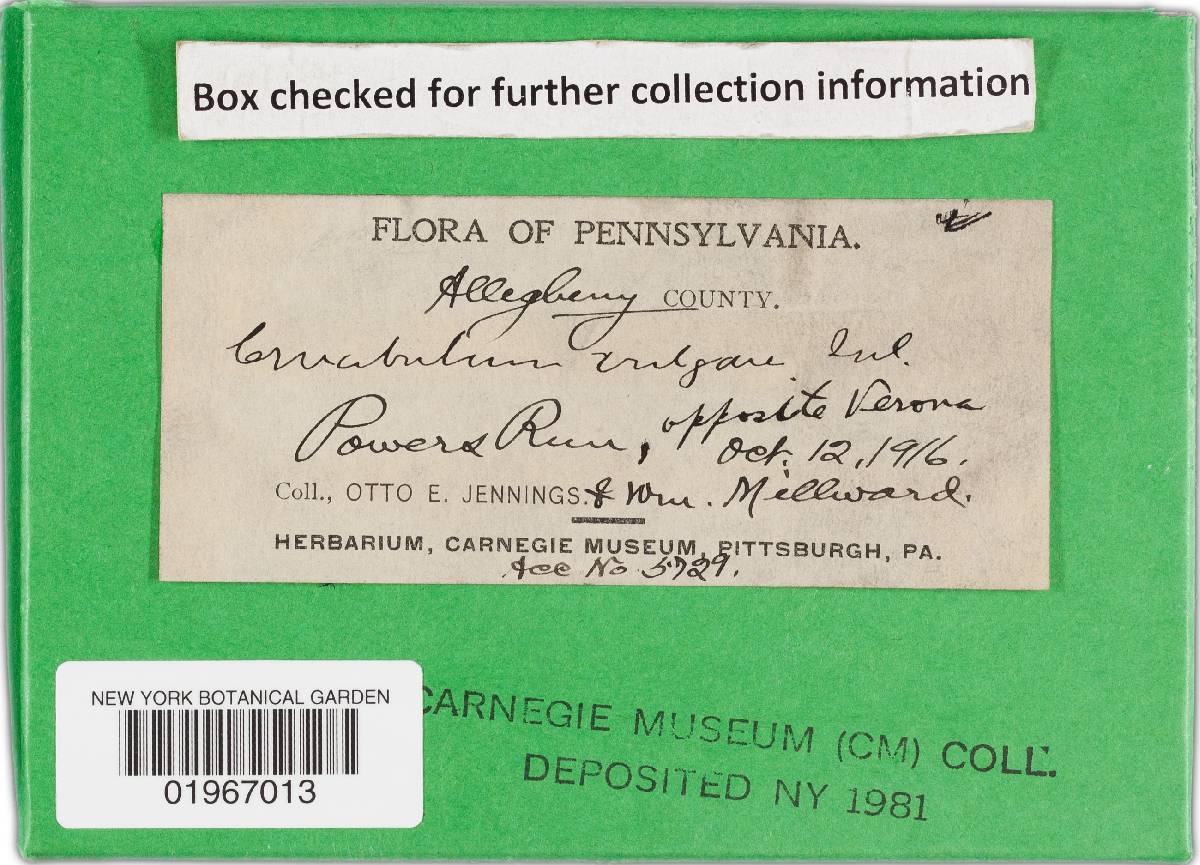 Box checked for further collection information
FLORA OF PENNSYLVANIA.
Allegheny COUNTY.
Crucibulum vulgare Tul.
Powers Run, opposite Verona
Oct. 12, 1916.
Coll., OTTO E. JENNINGS. & Wm. Millward.
HERBARIUM, CARNEGIE MUSEUM, PITTSBURGH, PA.
Acc No 5729.
NEW YORK BOTANICAL GARDEN
01967013
CARNEGIE MUSEUM (CM) COLL.
DEPOSITED NY 1981